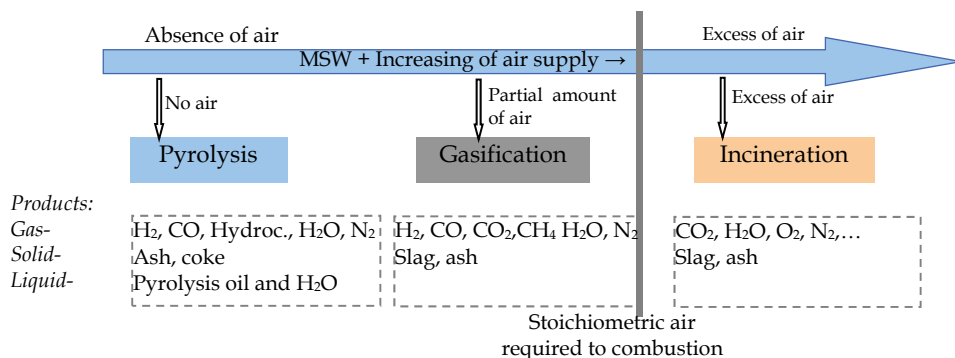 Absence of air
Excess of air
MSW + Increasing of air supply →
No air
Partial amount
of air
Excess of air
Pyrolysis
Gasification
Incineration
Products:
Gas-
Solid-
Liquid-
H₂, CO, Hydroc., H₂O, N₂
Ash, coke
Pyrolysis oil and H₂O
H₂, CO, CO₂,CH₄ H₂O, N₂
Slag, ash
CO₂, H₂O, O₂, N₂,...
Slag, ash
Stoichiometric air
required to combustion